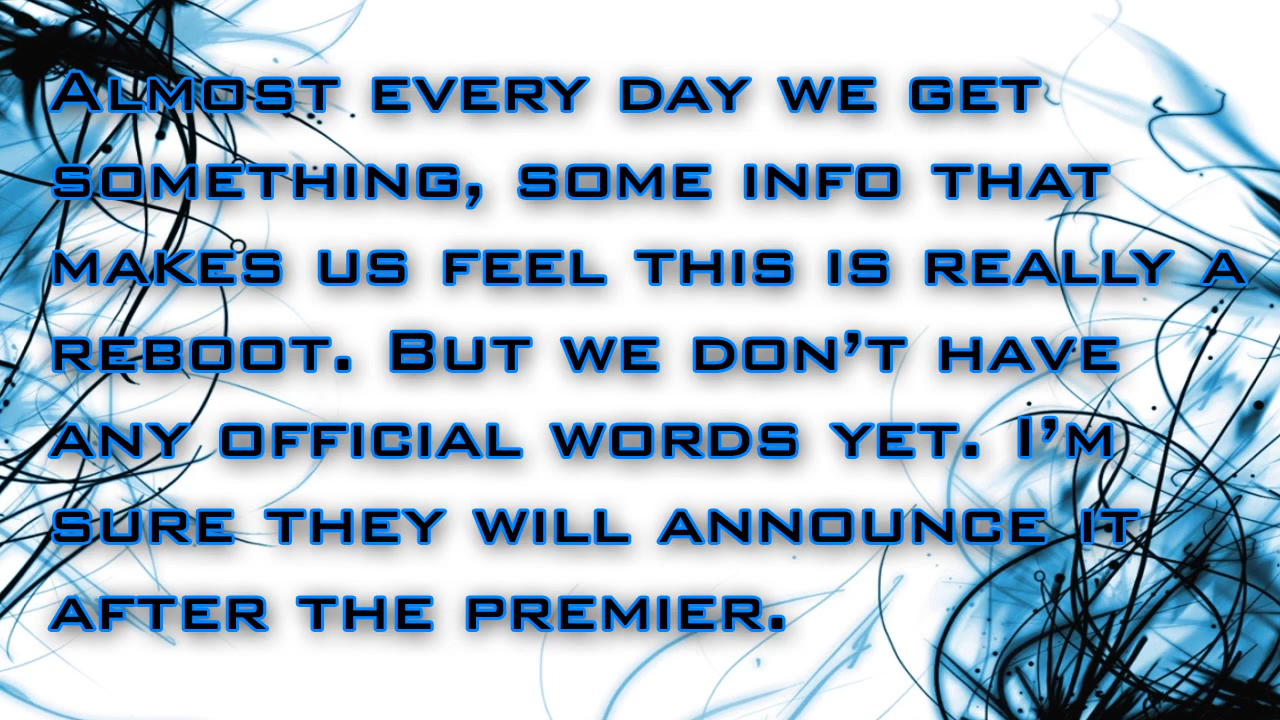 Almost every day we get
something, some info that
makes us feel this is really a
reboot. But we don’t have
any official words yet. I’m
sure they will announce it
after the premier.